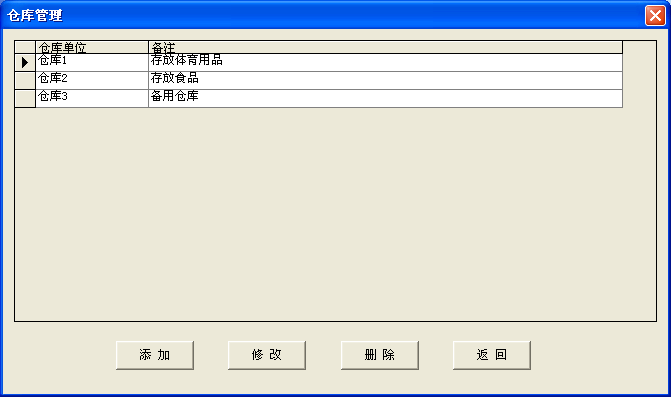 仓库管理
仓库单位 备注
仓库1 存放体育用品
仓库2 存放食品
仓库3 备用仓库
添 加 修 改 删 除 返 回